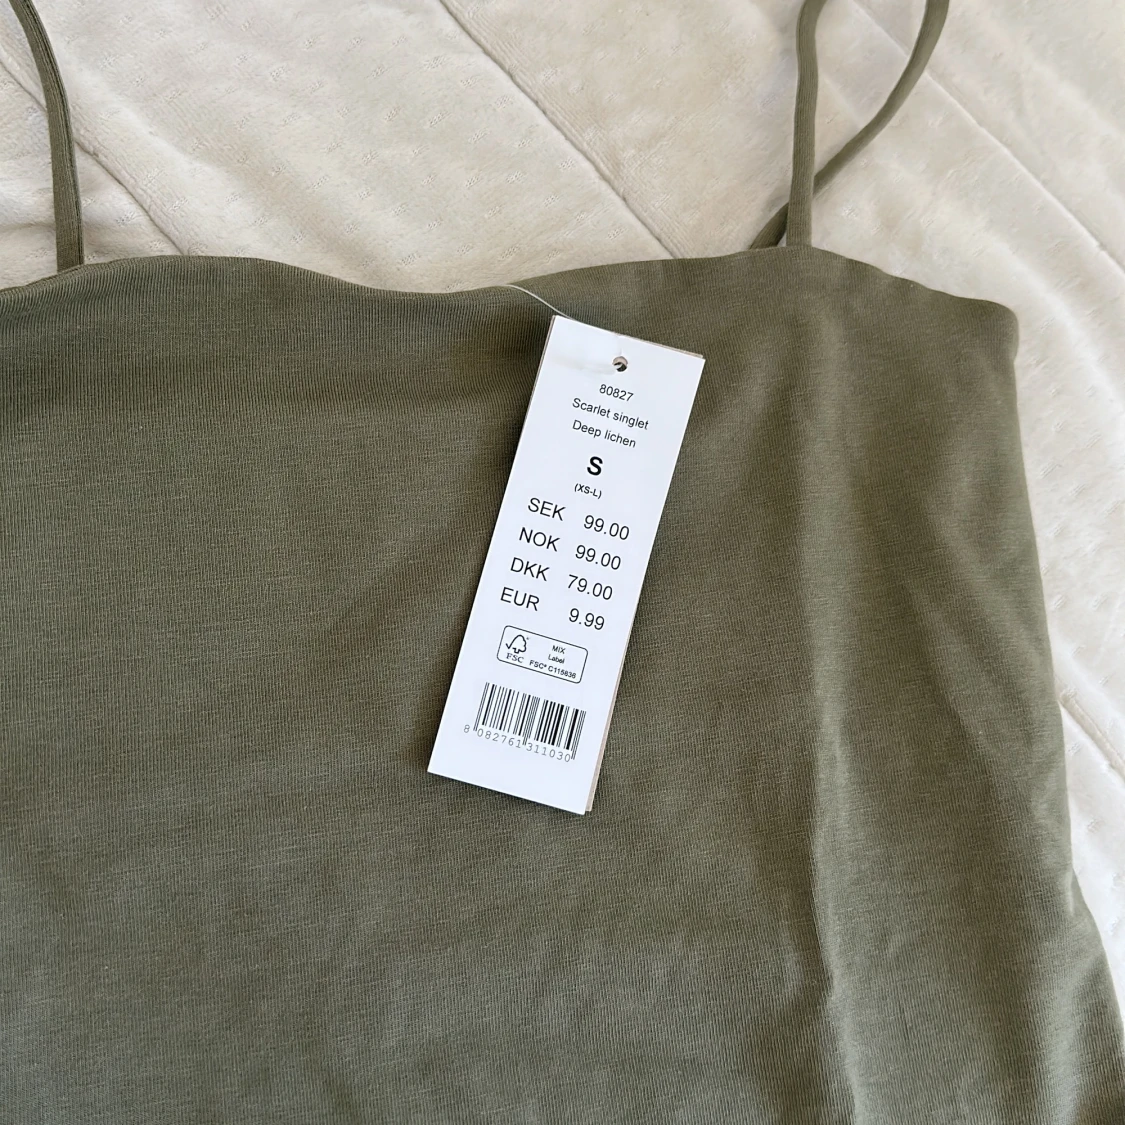 80827
Scarlet singlet
Deep lichen
S
(XS-L)
SEK 99.00
NOK 99.00
DKK 79.00
EUR 9.99
FSC
MIX
Label
FSC® C115636
8 082761 311030